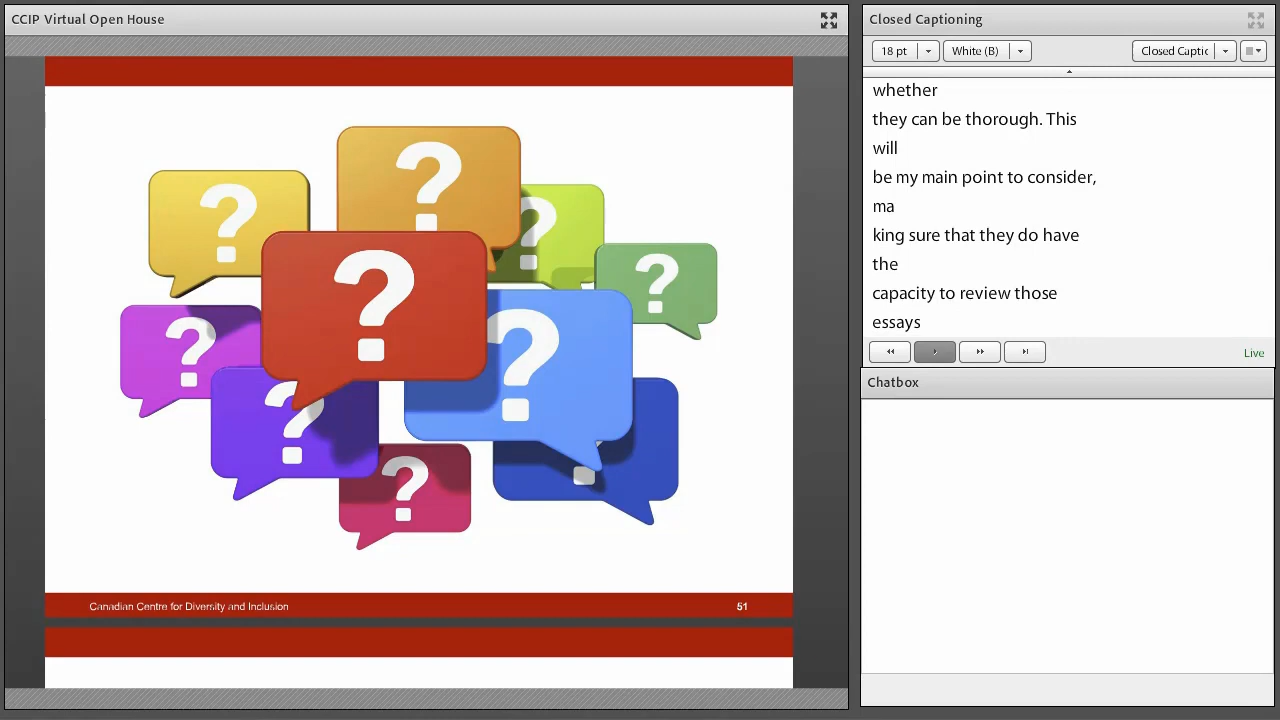 CCIP Virtual Open House
?
?
?
?
?
?
?
?
?
Canadian Centre for Diversity and Inclusion
51
Closed Captioning
18 pt
White (B)
Closed Captic
whether
they can be thorough. This
will
be my main point to consider,
ma
king sure that they do have
the
capacity to review those
essays
Live
Chatbox